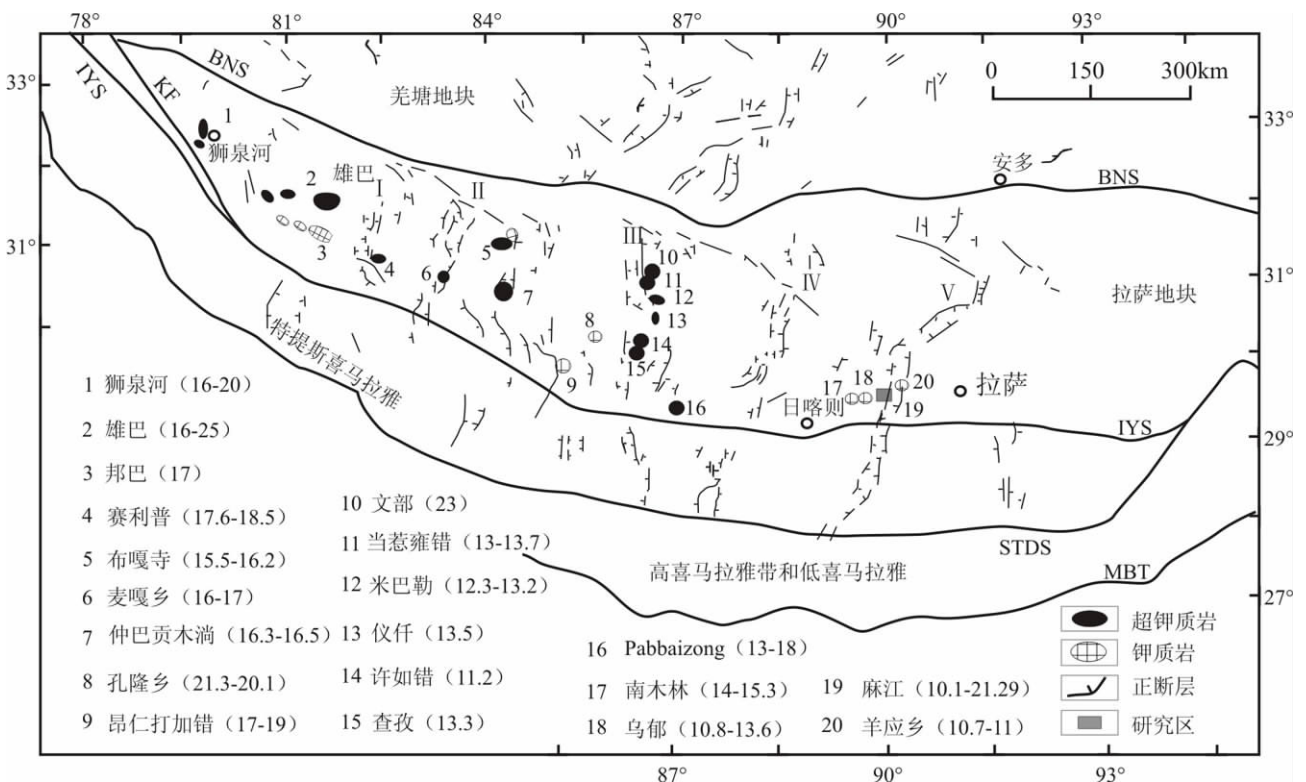 78° 81° 84° 87° 90° 93°
33°
31°
33°
31°
29°
27°
IYS
KF
BNS
羌塘地块
0 150 300km
1
狮泉河
2
雄巴
I
II
安多
BNS
3
4
5
6
7
III
10
11
12
13
14
15
8
9
16
IV
V
拉萨地块
特提斯喜马拉雅
日喀则
17
18
20
19
拉萨
IYS
STDS
高喜马拉雅带和低喜马拉雅
MBT
1 狮泉河（16-20）
2 雄巴（16-25）
3 邦巴（17）
4 赛利普（17.6-18.5）
5 布嘎寺（15.5-16.2）
6 麦嘎乡（16-17）
7 仲巴贡木淌（16.3-16.5）
8 孔隆乡（21.3-20.1）
9 昂仁打加错（17-19）
10 文部（23）
11 当惹雍错（13-13.7）
12 米巴勒（12.3-13.2）
13 仪仟（13.5）
14 许如错（11.2）
15 查孜（13.3）
16 Pabbaizong（13-18）
17 南木林（14-15.3）
18 乌郁（10.8-13.6）
19 麻江（10.1-21.29）
20 羊应乡（10.7-11）
超钾质岩
钾质岩
正断层
研究区
87° 90° 93°